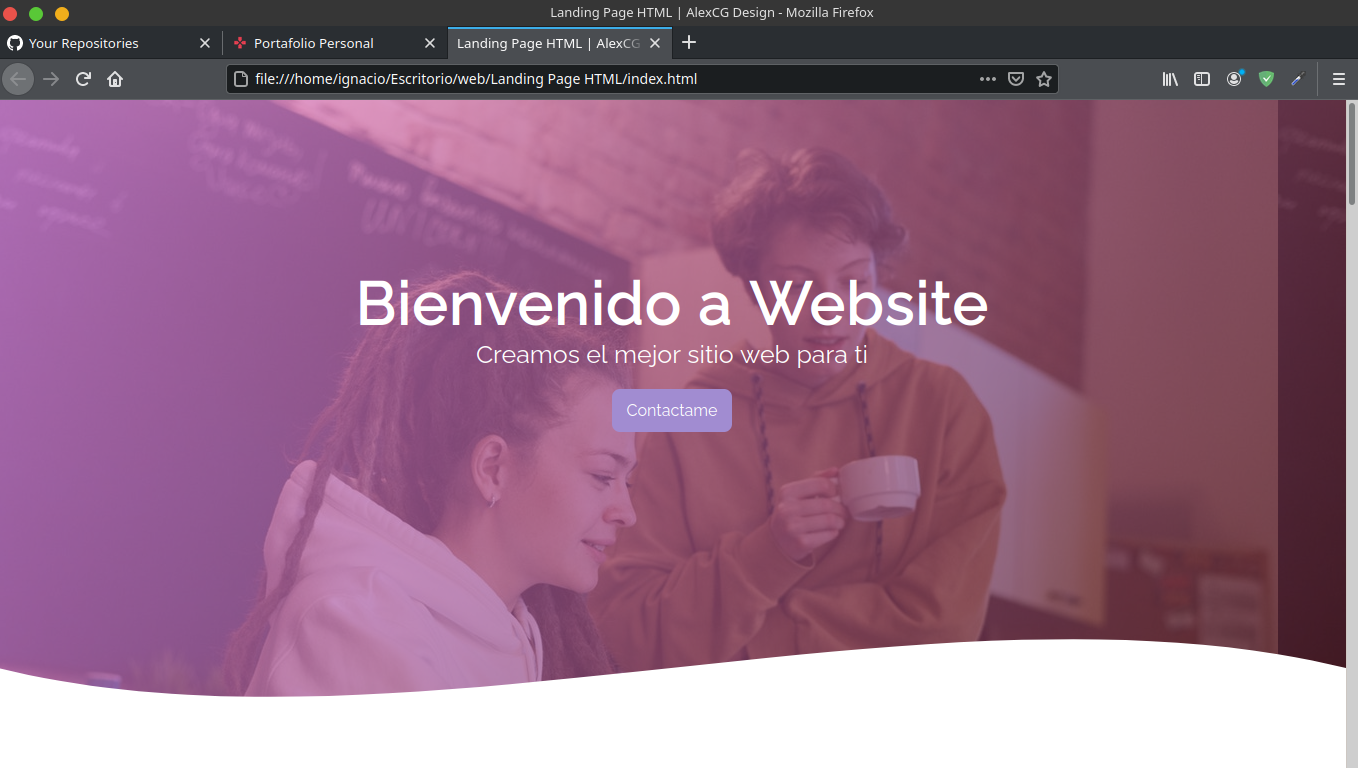 Landing Page HTML | AlexCG Design - Mozilla Firefox
Your Repositories
Portafolio Personal
Landing Page HTML | AlexCG
file:///home/ignacio/Escritorio/web/Landing Page HTML/index.html
Bienvenido a Website
Creamos el mejor sitio web para ti
Contactame